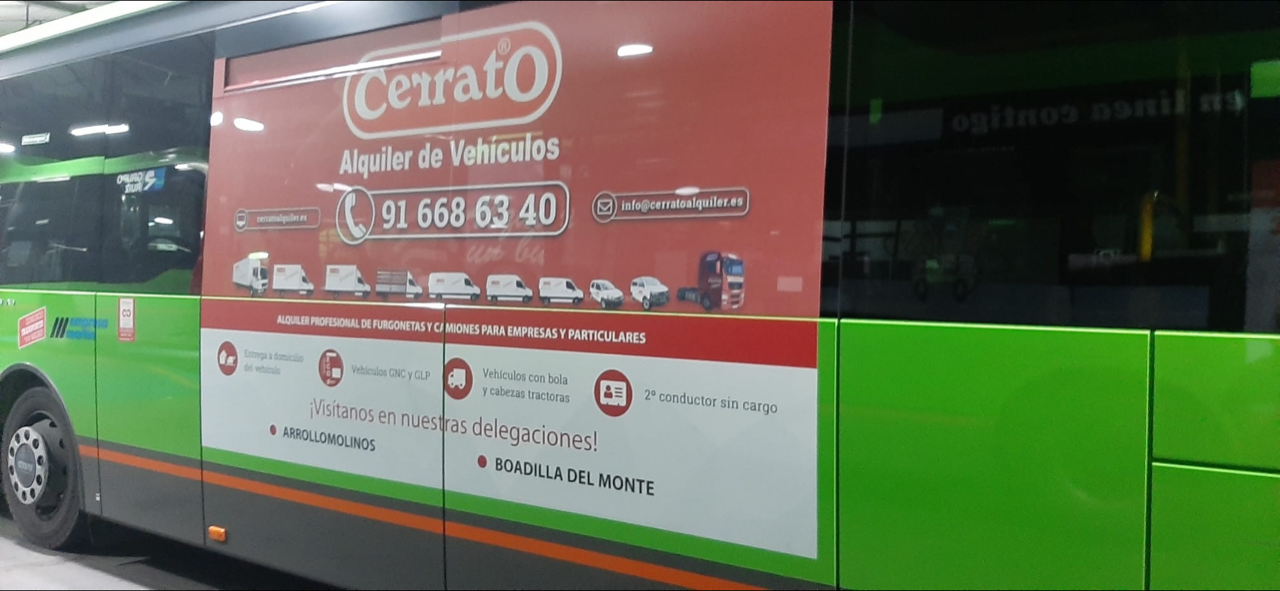 Cerrato®
Alquiler de Vehículos
cerratoalquiler.es
91 668 63 40
info@cerratoalquiler.es
ALQUILER PROFESIONAL DE FURGONETAS Y CAMIONES PARA EMPRESAS Y PARTICULARES
Entrega a domicilio
del vehículo
Vehículos GNC y GLP
Vehículos con bola
y cabezas tractoras
2º conductor sin cargo
¡Visítanos en nuestras delegaciones!
ARROLLOMOLINOS
BOADILLA DEL MONTE
en línea contigo